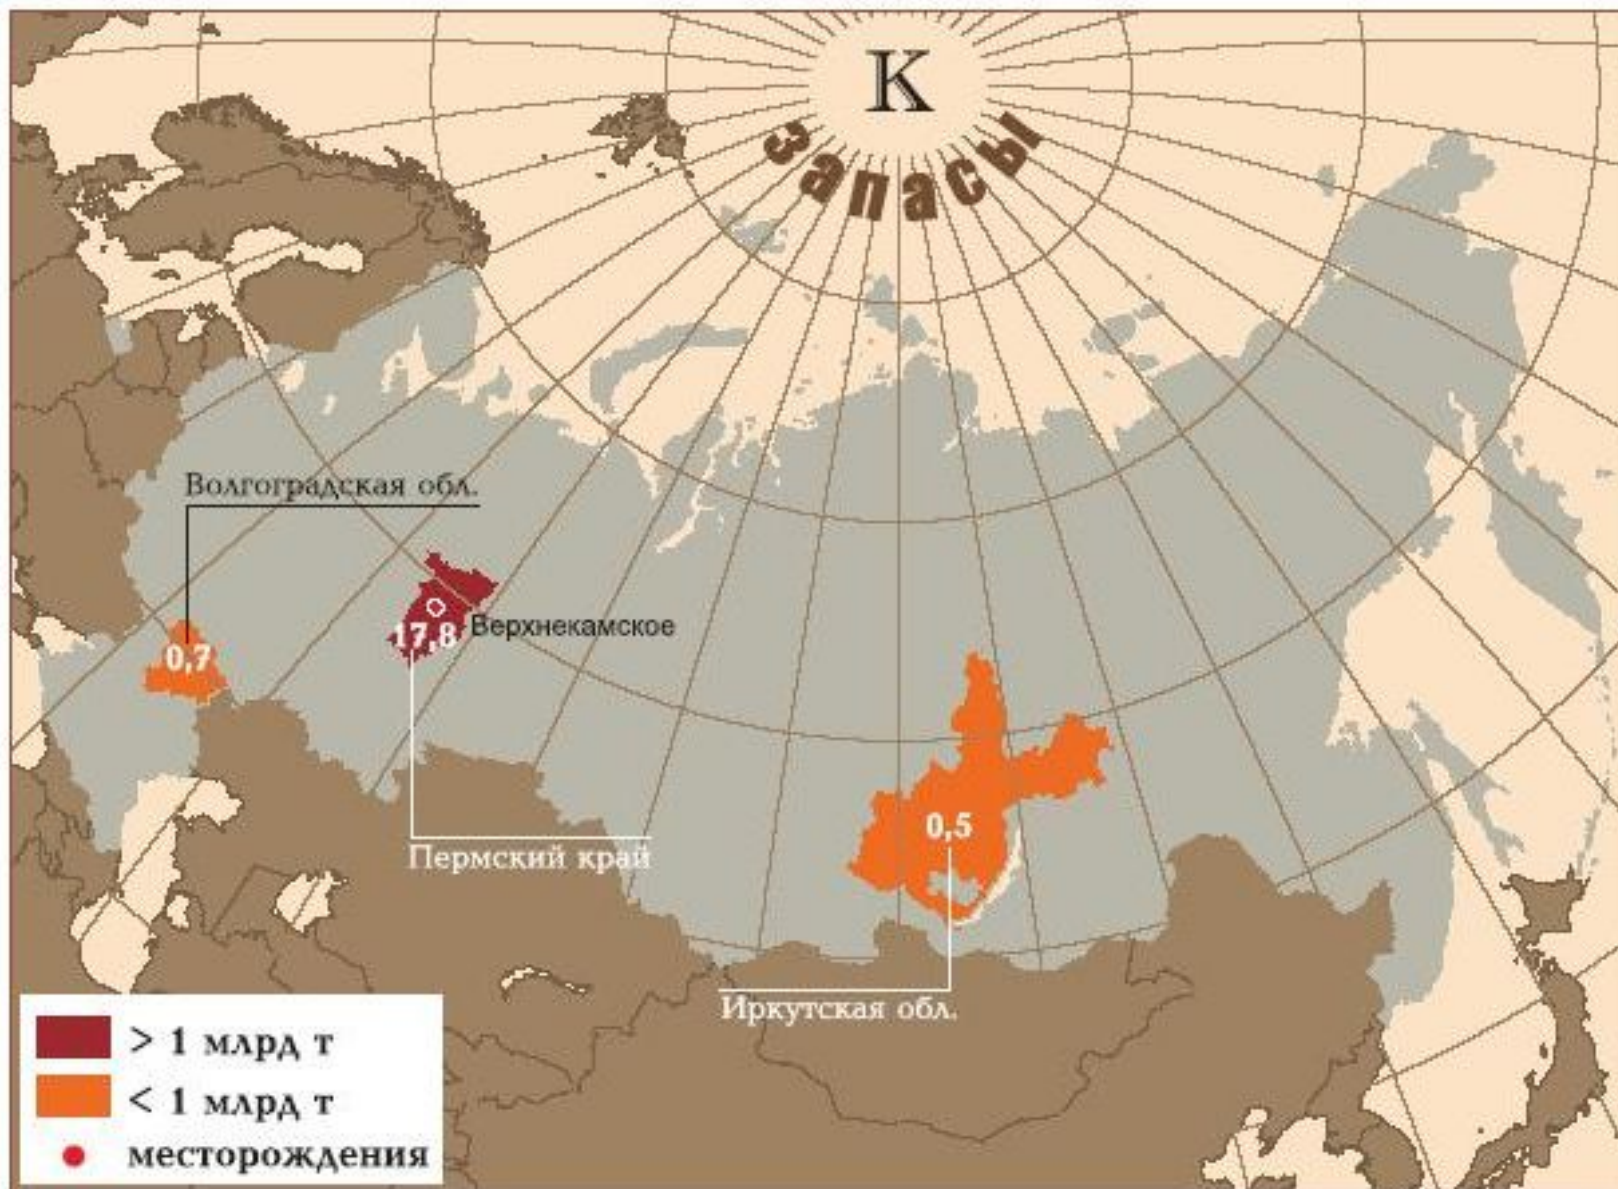 К
запасы
Волгоградская обл.
0,7
17,8
Верхнекамское
Пермский край
0,5
Иркутская обл.
> 1 млрд т
< 1 млрд т
месторождения